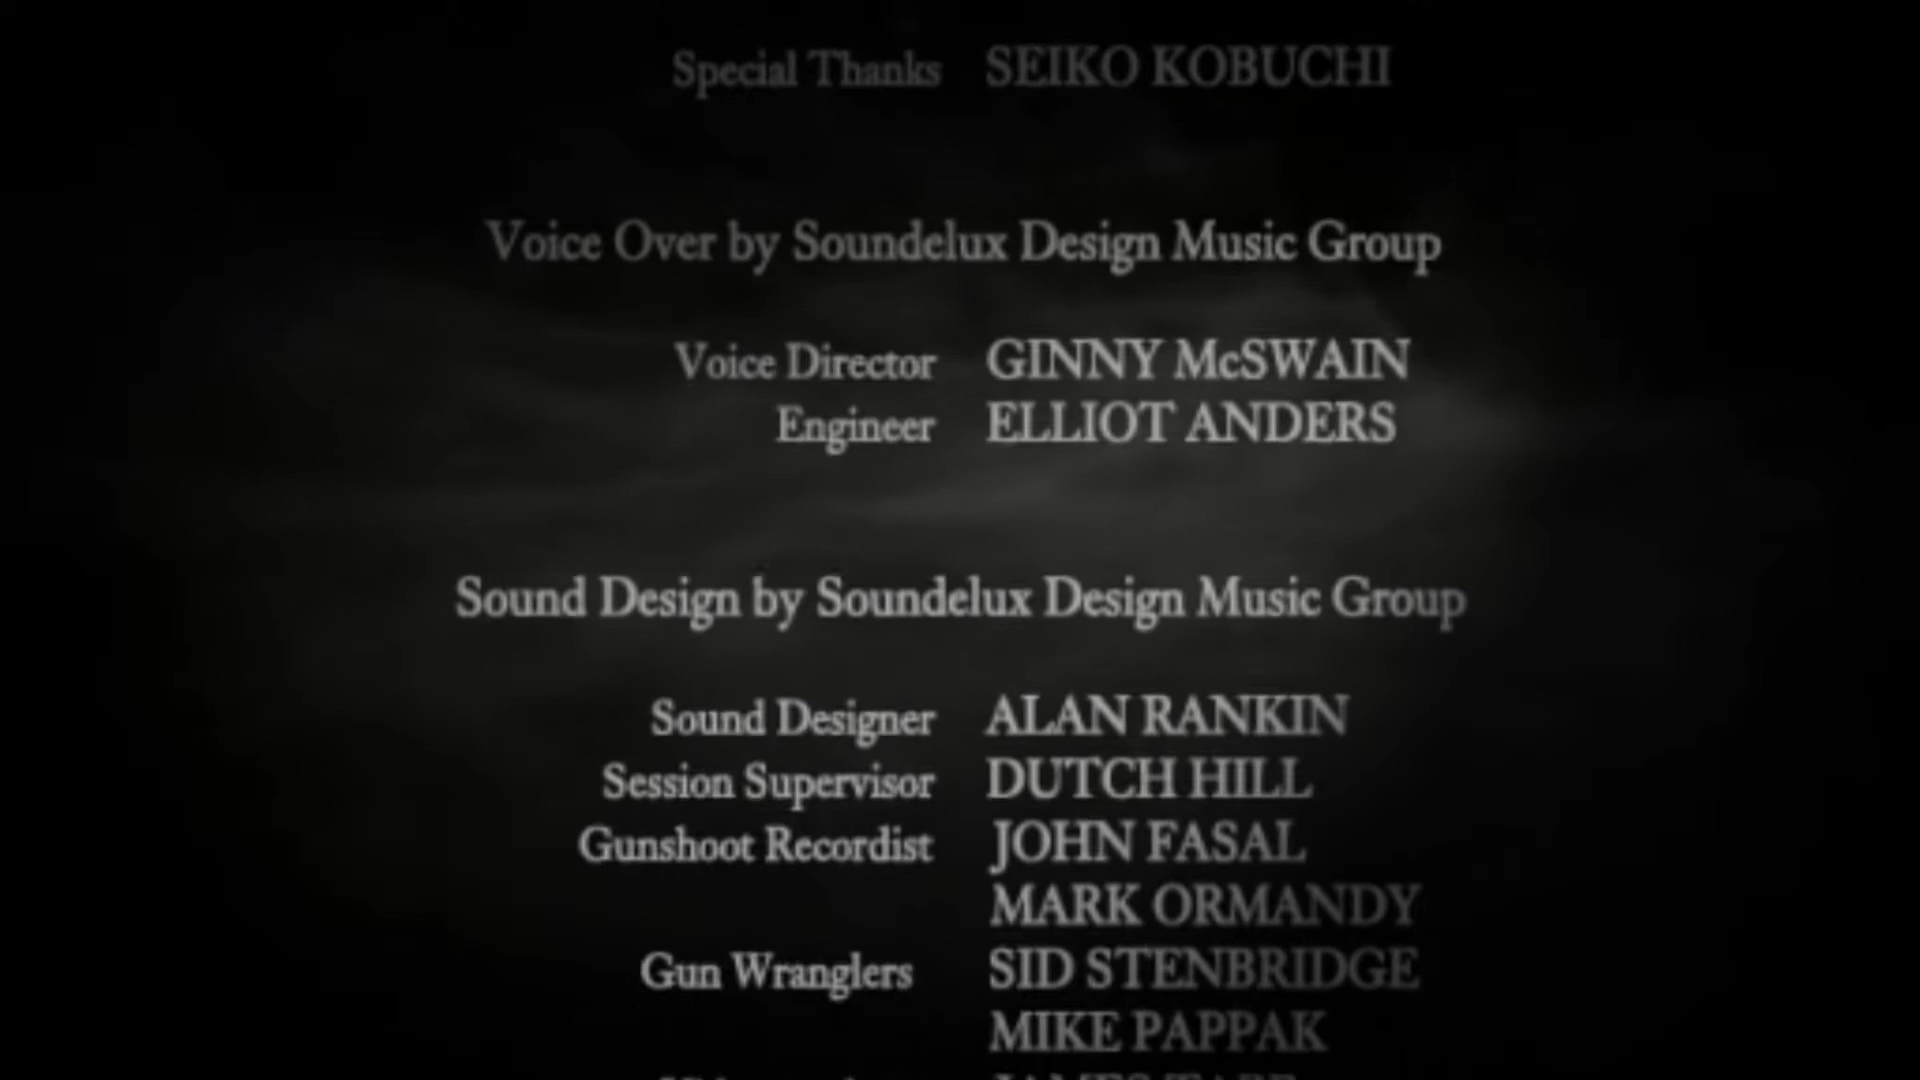 Special Thanks SEIKO KOBUCHI
Voice Over by Soundelux Design Music Group
Voice Director GINNY McSWAIN
Engineer ELLIOT ANDERS
Sound Design by Soundelux Design Music Group
Sound Designer ALAN RANKIN
Session Supervisor DUTCH HILL
Gunshoot Recordist JOHN FASAL
MARK ORMANDY
Gun Wranglers SID STENBRIDGE
MIKE PAPPAK